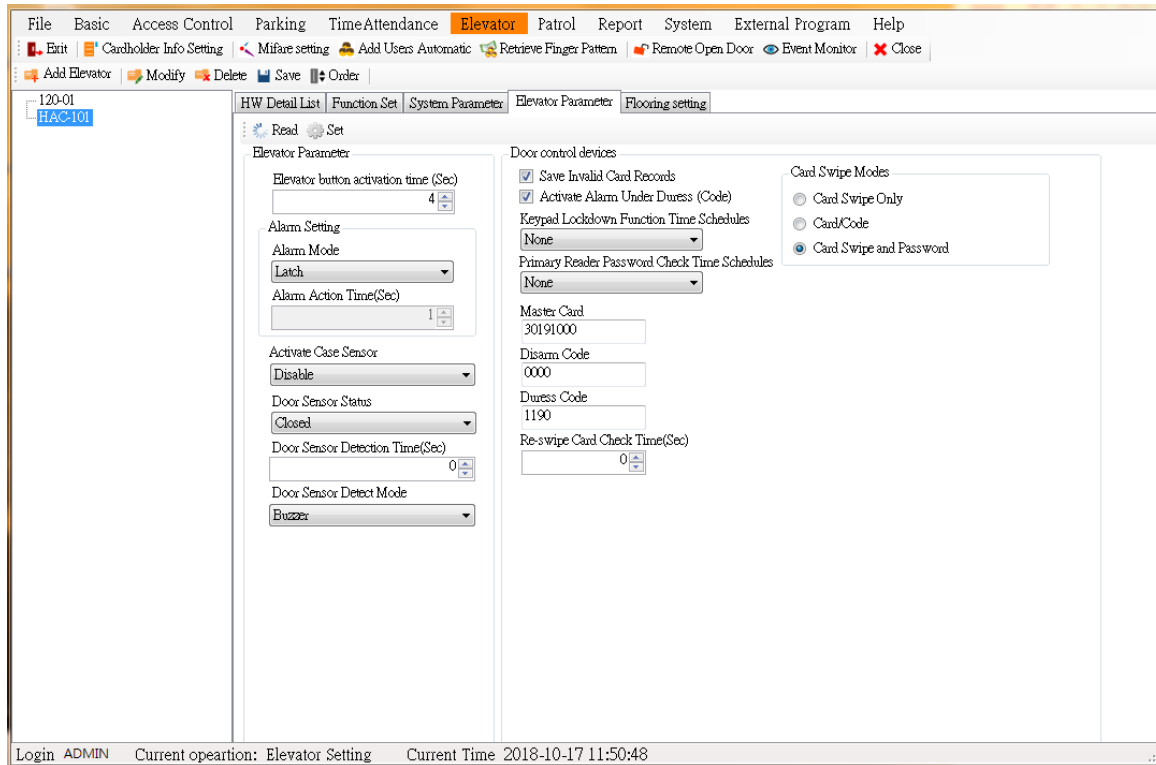 File Basic Access Control Parking TimeAttendance Elevator Patrol Report System External Program Help
Exit Cardholder Info Setting Mifare setting Add Users Automatic Retrieve Finger Pattern Remote Open Door Event Monitor Close
Add Elevator Modify Delete Save Order
120-01
HAC-101
HW Detail List Function Set System Parameter Elevator Parameter Flooring setting
Read Set
Elevator Parameter
Elevator button activation time (Sec)
4
Alarm Setting
Alarm Mode
Latch
Alarm Action Time(Sec)
1
Activate Case Sensor
Disable
Door Sensor Status
Closed
Door Sensor Detection Time(Sec)
0
Door Sensor Detect Mode
Buzzer
Door control devices
Save Invalid Card Records
Activate Alarm Under Duress (Code)
Keypad Lockdown Function Time Schedules
None
Primary Reader Password Check Time Schedules
None
Master Card
30191000
Disarm Code
0000
Duress Code
1190
Re-swipe Card Check Time(Sec)
0
Card Swipe Modes
Card Swipe Only
Card/Code
Card Swipe and Password
Login ADMIN Current opeartion: Elevator Setting Current Time 2018-10-17 11:50:48